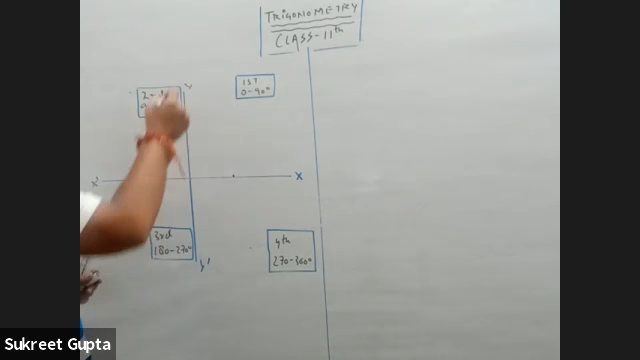 TRIGONOMETRY
CLASS-11th
1ST
0-90°
Y
X'
X
3rd
180-270°
Y'
4th
270-360°
Sukreet Gupta